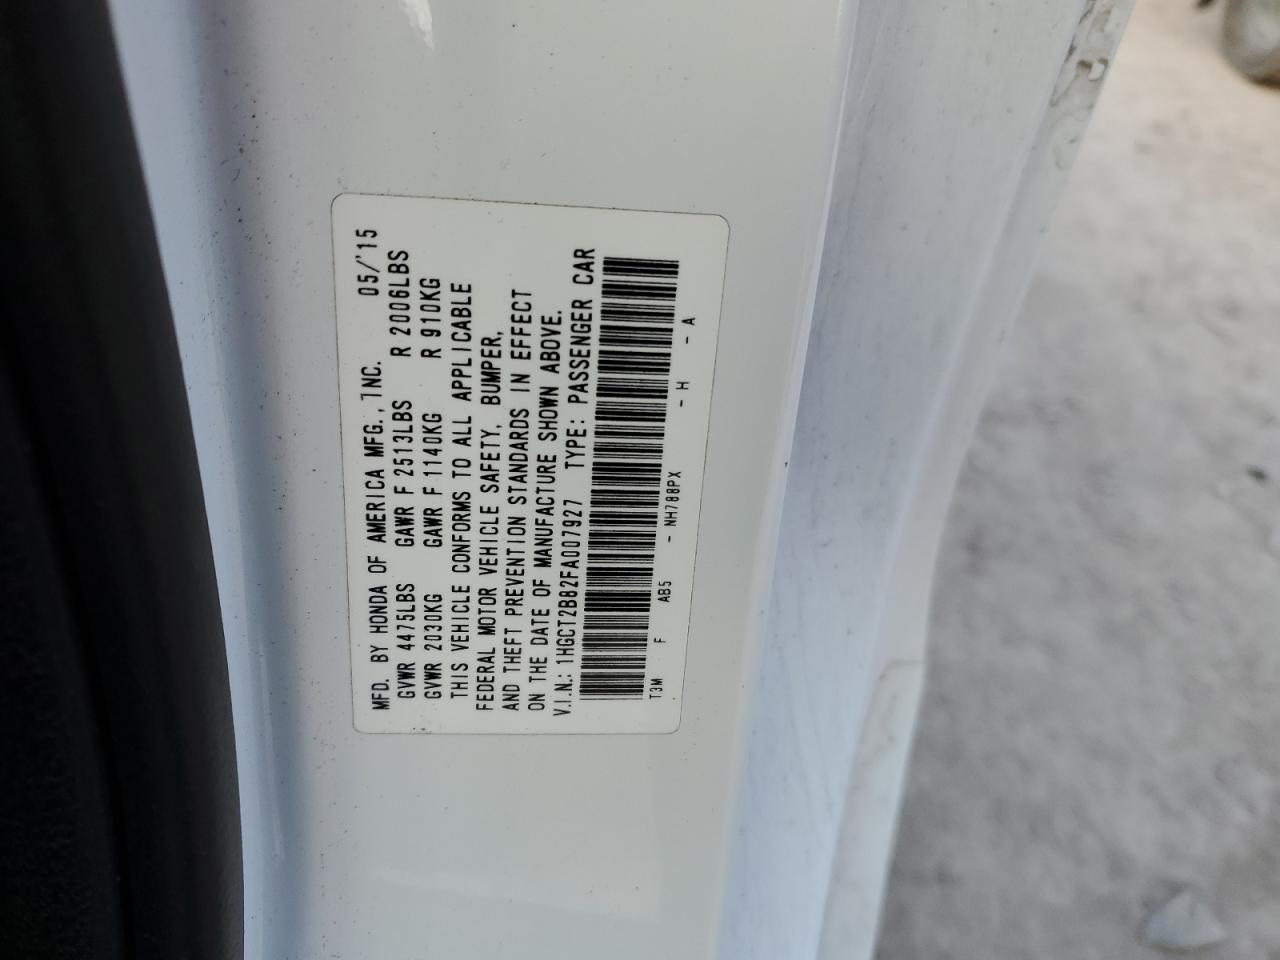 MFD. BY HONDA OF AMERICA MFG., INC. 05/'15
GVWR 4475LBS GAWR F 2513LBS R 2006LBS
GVWR 2030KG GAWR F 1140KG R 910KG
THIS VEHICLE CONFORMS TO ALL APPLICABLE
FEDERAL MOTOR VEHICLE SAFETY, BUMPER,
AND THEFT PREVENTION STANDARDS IN EFFECT
ON THE DATE OF MANUFACTURE SHOWN ABOVE.
V.I.N.: 1HGCT2B82FA007927 TYPE: PASSENGER CAR
T3M F AB5 - NH788PX - H - A